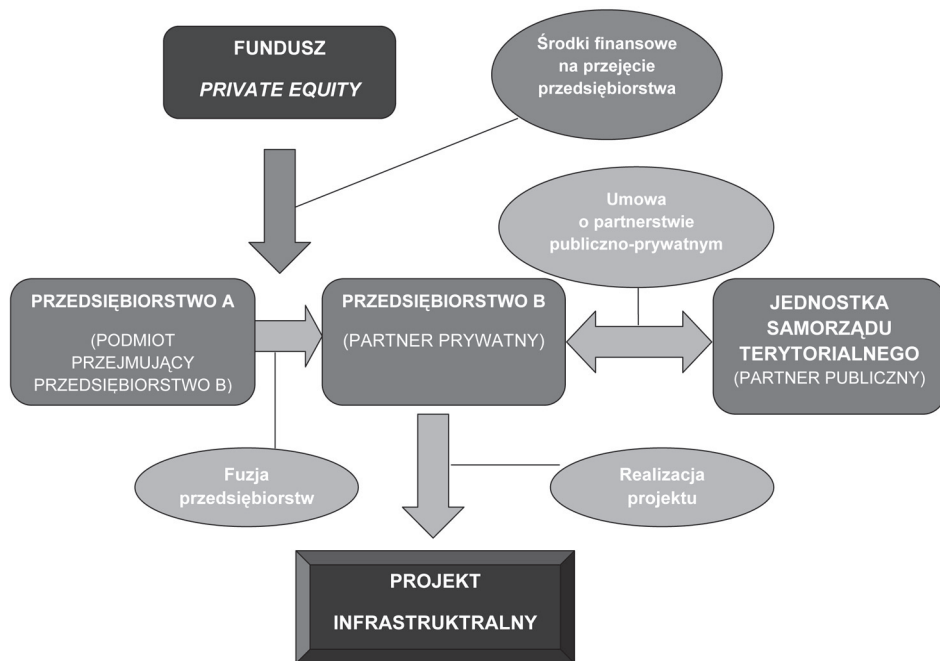 FUNDUSZ
PRIVATE EQUITY
Środki finansowe
na przejęcie
przedsiębiorstwa
Umowa
o partnerstwie
publiczno-prywatnym
PRZEDSIĘBIORSTWO A
(PODMIOT
PRZEJMUJĄCY
PRZEDSIĘBIORSTWO B)
PRZEDSIĘBIORSTWO B
(PARTNER PRYWATNY)
JEDNOSTKA
SAMORZĄDU
TERYTORIALNEGO
(PARTNER PUBLICZNY)
Fuzja
przedsiębiorstw
Realizacja
projektu
PROJEKT
INFRASTRUKTRALNY